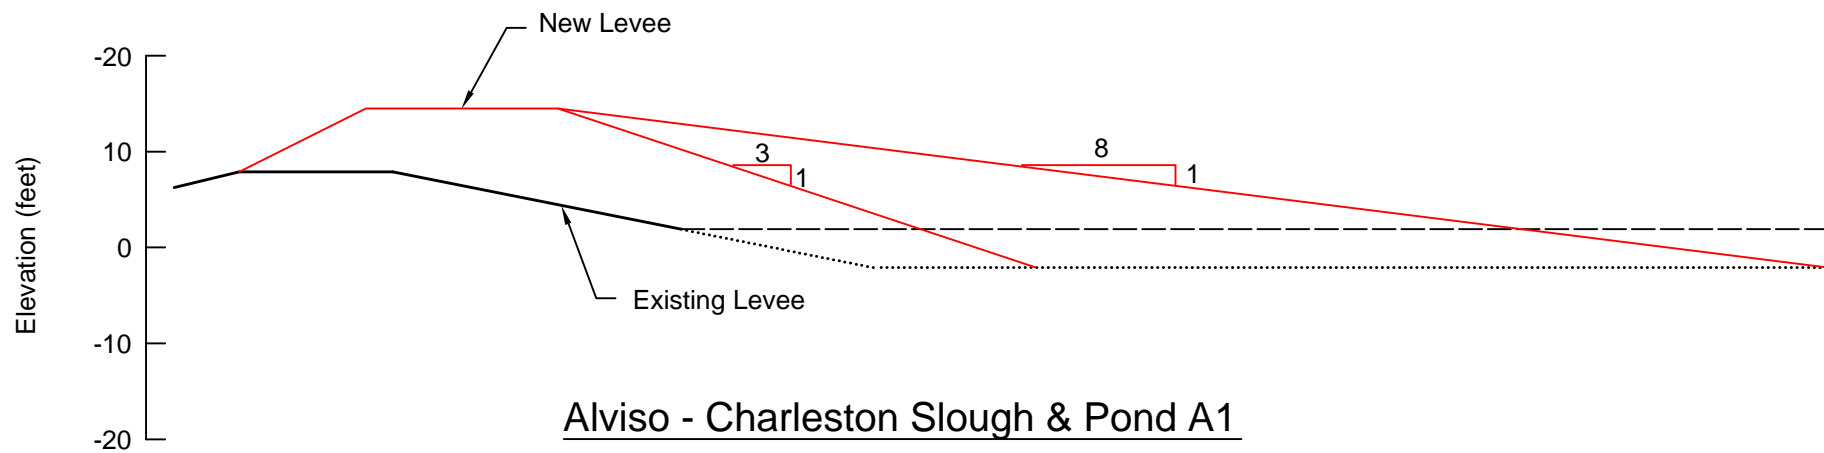 New Levee
-20
10
0
-10
-20
Elevation (feet)
3
1
8
1
Existing Levee
Alviso - Charleston Slough & Pond A1